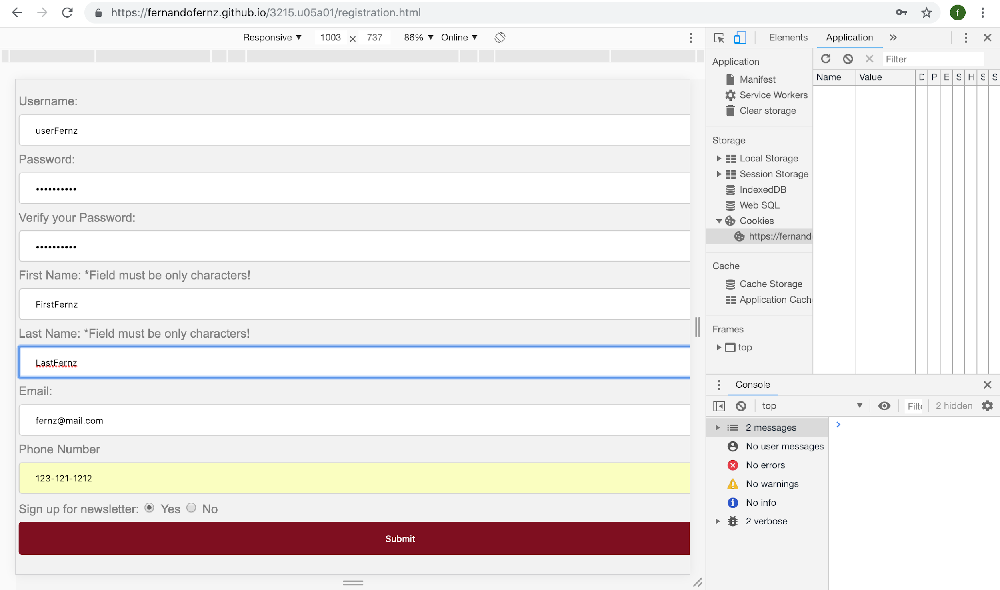 https://fernandofernz.github.io/3215.u05a01/registration.html
f
Responsive ▼ 1003 × 737 86% ▼ Online ▼
Elements Application »
Username:
userFernz
Password:
••••••••••
Verify your Password:
••••••••••
First Name: *Field must be only characters!
FirstFernz
Last Name: *Field must be only characters!
LastFernz
Email:
fernz@mail.com
Phone Number
123-121-1212
Sign up for newsletter: Yes No
Submit
Application
Manifest
Service Workers
Clear storage
Storage
Local Storage
Session Storage
IndexedDB
Web SQL
Cookies
https://fernand
Cache
Cache Storage
Application Cach
Frames
top
Filter
Name Value D P E S H S S
Console
top ▼ Filt 2 hidden
2 messages
No user messages
No errors
No warnings
No info
2 verbose